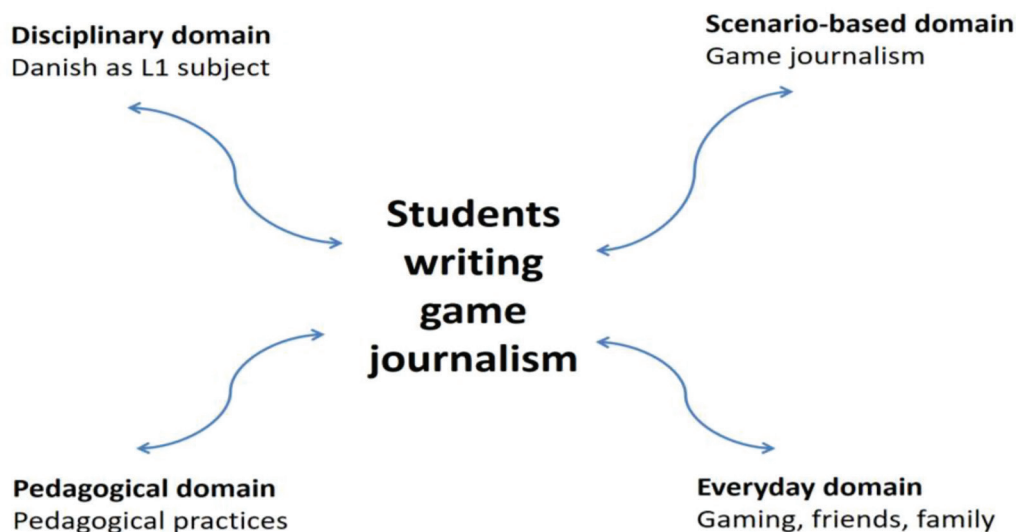 Disciplinary domain
Danish as L1 subject
Scenario-based domain
Game journalism
Students
writing
game
journalism
Pedagogical domain
Pedagogical practices
Everyday domain
Gaming, friends, family